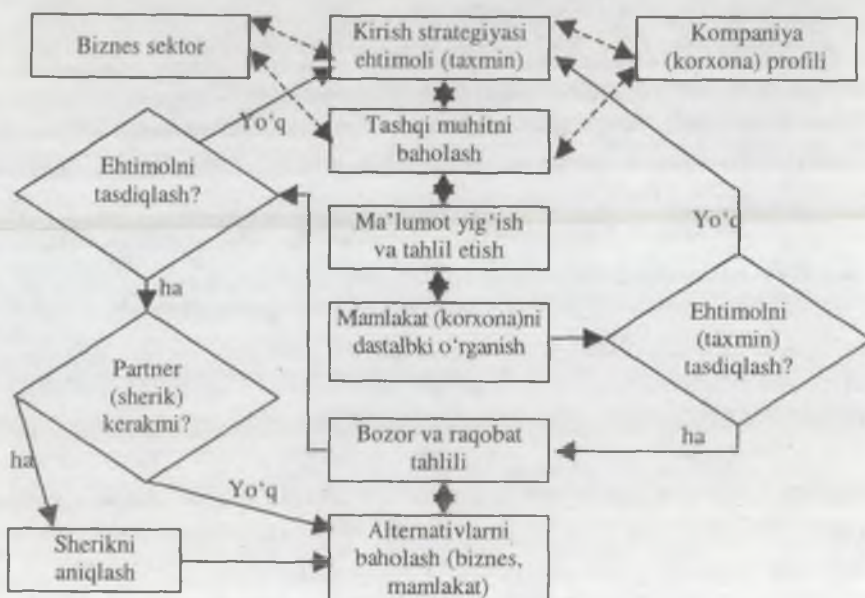 Biznes sektor
Kirish strategiyasi
ehtimoli (taxmin)
Kompaniya
(korxona) profili
Yo‘q
Tashqi muhitni
baholash
Ehtimolni
tasdiqlash?
Ma’lumot yig‘ish
va tahlil etish
Yo‘q
ha
Mamlakat (korxona)ni
dastalbki o‘rganish
Ehtimolni
(taxmin)
tasdiqlash?
Partner
(sherik)
kerakmi?
Bozor va raqobat
tahlili
ha
ha
Yo‘q
Sherikni
aniqlash
Alternativlarni
baholash (biznes,
mamlakat)